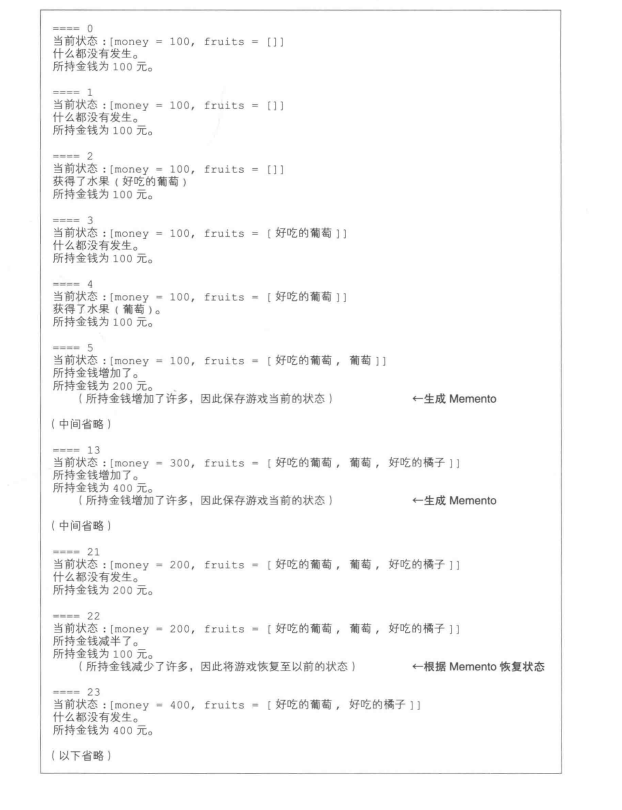 ==== 0
当前状态：[money = 100, fruits = []]
什么都没有发生。
所持金钱为 100 元。
==== 1
当前状态：[money = 100, fruits = []]
什么都没有发生。
所持金钱为 100 元。
==== 2
当前状态：[money = 100, fruits = []]
获得了水果（好吃的葡萄）
所持金钱为 100 元。
==== 3
当前状态：[money = 100, fruits = [好吃的葡萄]]
什么都没有发生。
所持金钱为 100 元。
==== 4
当前状态：[money = 100, fruits = [好吃的葡萄]]
获得了水果（葡萄）。
所持金钱为 100 元。
==== 5
当前状态：[money = 100, fruits = [好吃的葡萄, 葡萄]]
所持金钱增加了。
所持金钱为 200 元。
（所持金钱增加了许多，因此保存游戏当前的状态） ←生成 Memento
（中间省略）
==== 13
当前状态：[money = 300, fruits = [好吃的葡萄, 葡萄, 好吃的橘子]]
所持金钱增加了。
所持金钱为 400 元。
（所持金钱增加了许多，因此保存游戏当前的状态） ←生成 Memento
（中间省略）
==== 21
当前状态：[money = 200, fruits = [好吃的葡萄, 葡萄, 好吃的橘子]]
什么都没有发生。
所持金钱为 200 元。
==== 22
当前状态：[money = 200, fruits = [好吃的葡萄, 葡萄, 好吃的橘子]]
所持金钱减半了。
所持金钱为 100 元。
（所持金钱减少了许多，因此将游戏恢复至以前的状态） ←根据 Memento 恢复状态
==== 23
当前状态：[money = 400, fruits = [好吃的葡萄, 好吃的橘子]]
什么都没有发生。
所持金钱为 400 元。
（以下省略）